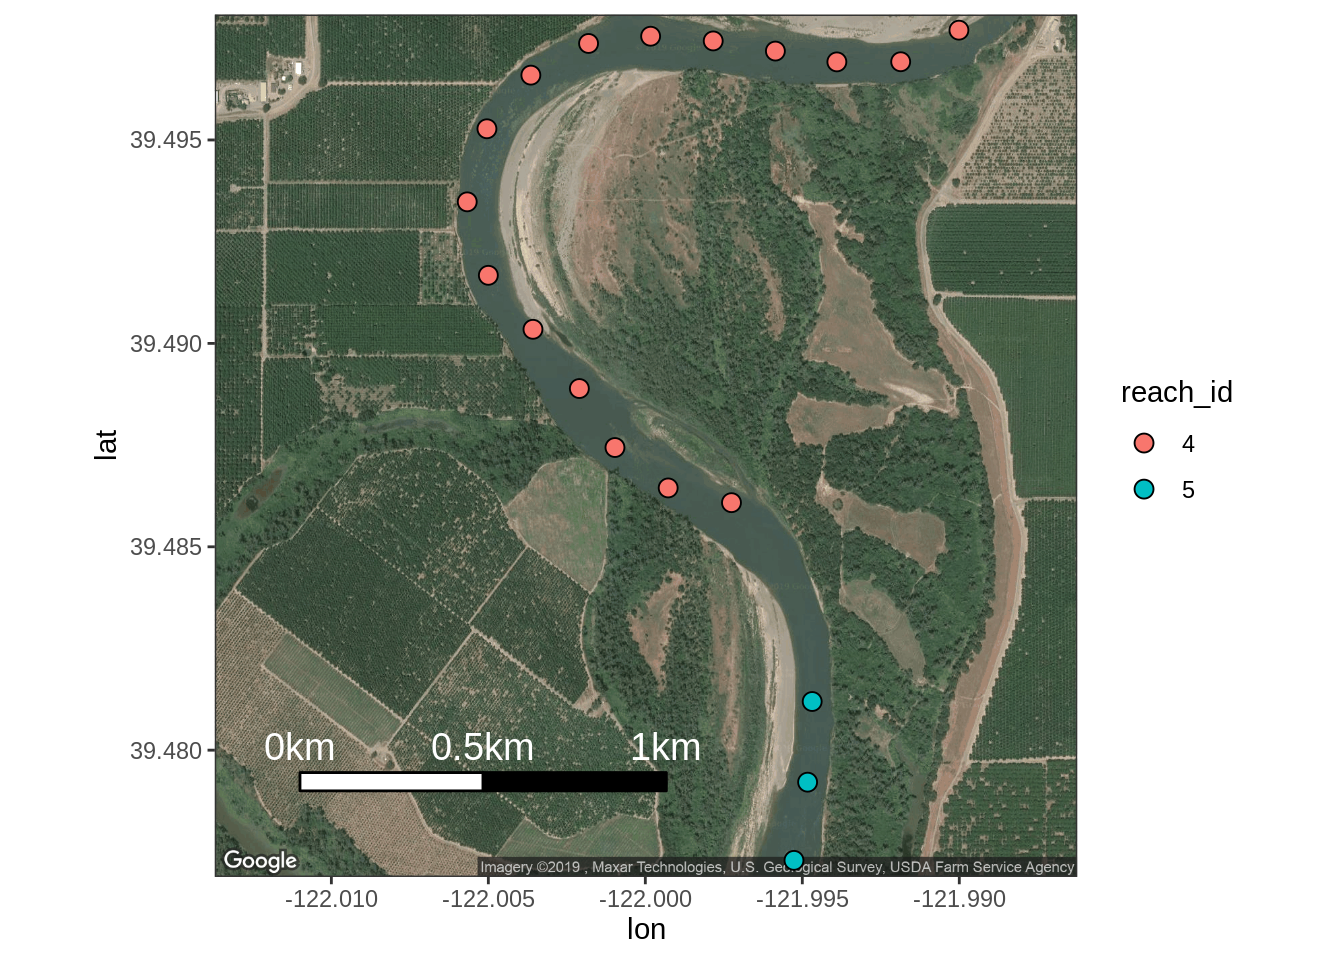 39.495
39.490
39.485
39.480
lat
0km 0.5km 1km
Google
Imagery ©2019 , Maxar Technologies, U.S. Geological Survey, USDA Farm Service Agency
-122.010 -122.005 -122.000 -121.995 -121.990
lon
reach_id
4
5